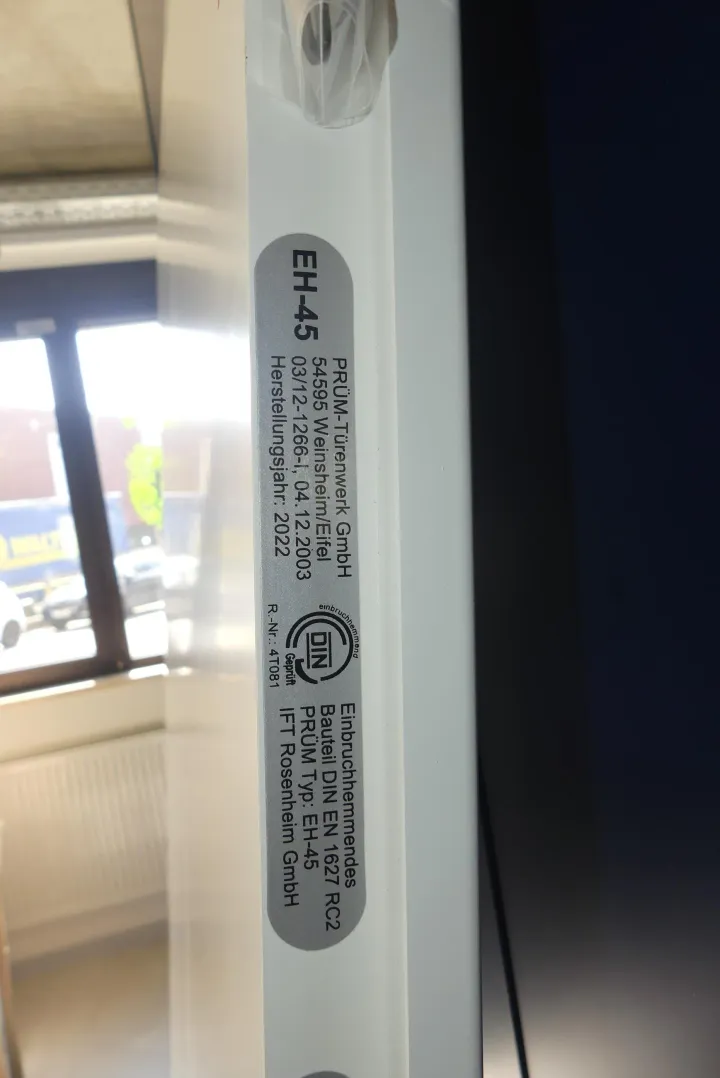 EH-45
PRÜM-Türenwerk GmbH
54595 Weinsheim/Eifel
03/12-1266-I, 04.12.2003
Herstellungsjahr: 2022
einbruchhemmend
DIN
Geprüft
R.-Nr.: 4T081
Einbruchhemmendes
Bauteil DIN EN 1627 RC2
PRÜM Typ: EH-45
IFT Rosenheim GmbH